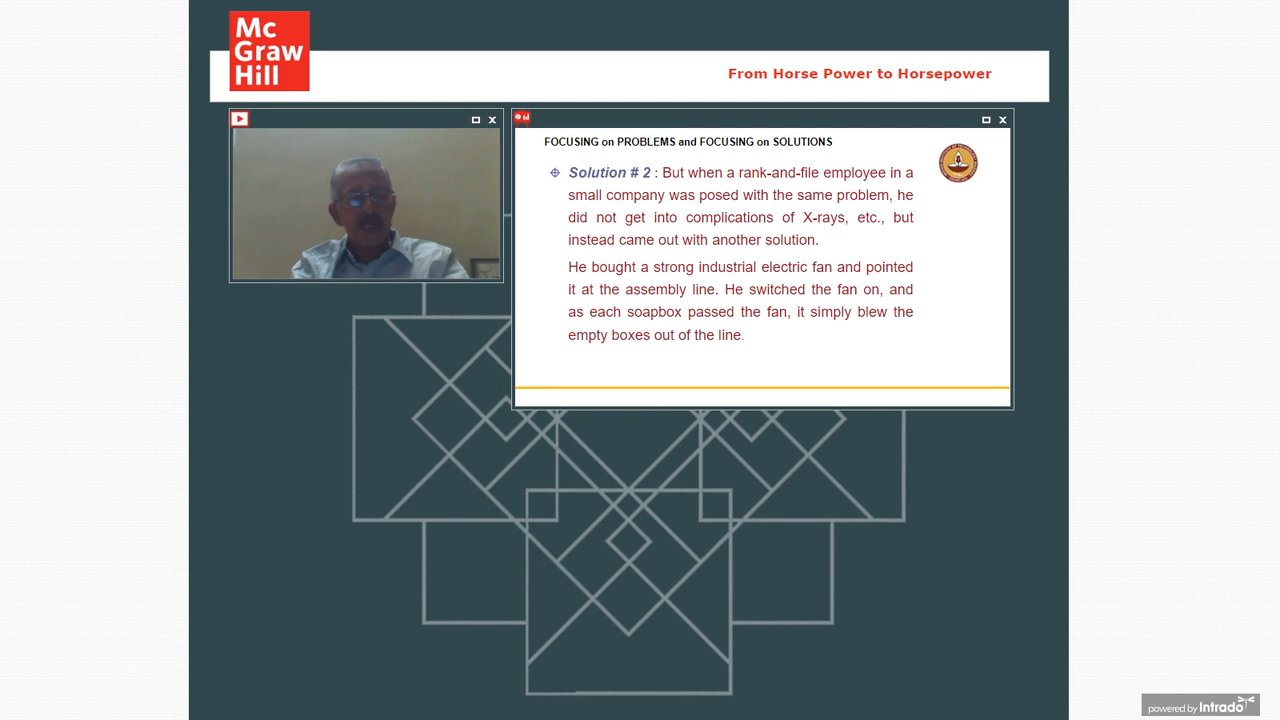 Mc
Graw
Hill
From Horse Power to Horsepower
FOCUSING on PROBLEMS and FOCUSING on SOLUTIONS
Solution # 2 : But when a rank-and-file employee in a
small company was posed with the same problem, he
did not get into complications of X-rays, etc., but
instead came out with another solution.
He bought a strong industrial electric fan and pointed
it at the assembly line. He switched the fan on, and
as each soapbox passed the fan, it simply blew the
empty boxes out of the line.
powered by Intrado